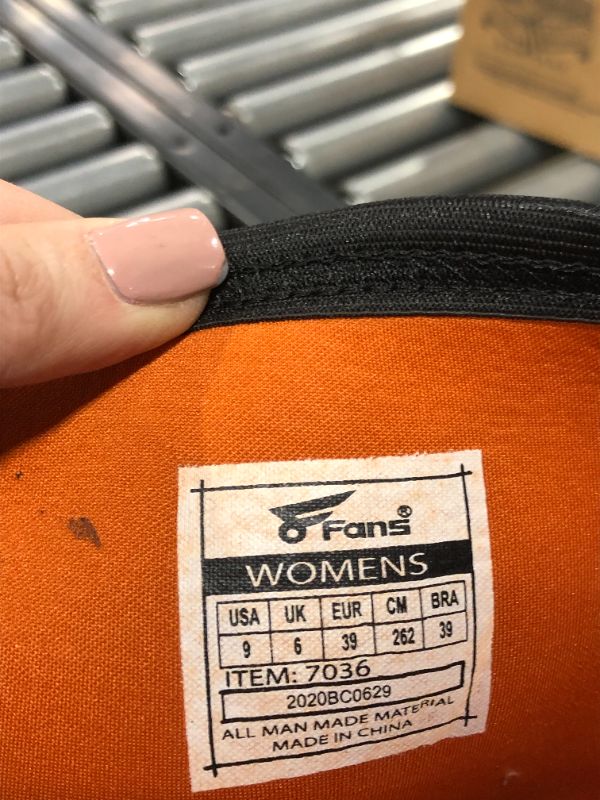 Fans®
WOMENS
USA UK EUR CM BRA
9 6 39 262 39
ITEM: 7036
2020BC0629
ALL MAN MADE MATERIAL
MADE IN CHINA